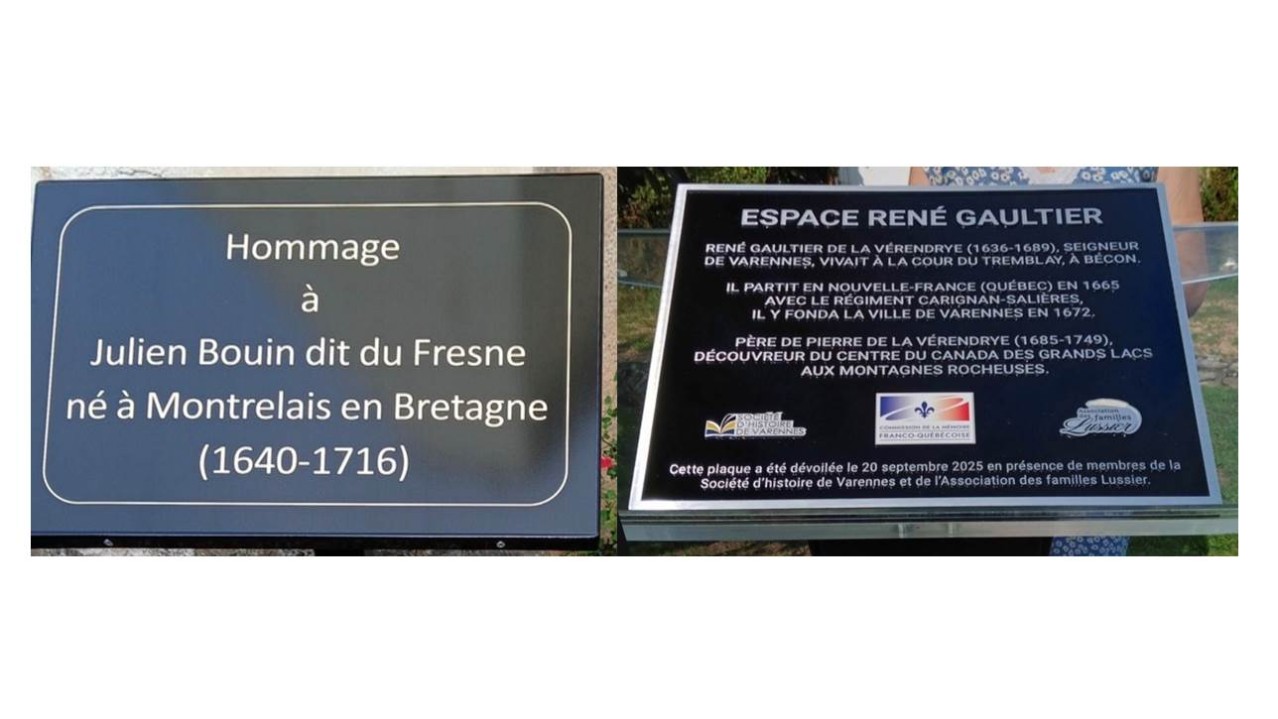 Hommage
à
Julien Bouin dit du Fresne
né à Montrelais en Bretagne
(1640-1716)
ESPACE RENÉ GAULTIER
RENÉ GAULTIER DE LA VÉRENDRYE (1636-1689), SEIGNEUR
DE VARENNES, VIVAIT À LA COUR DU TREMBLAY, À BÉCON.
IL PARTIT EN NOUVELLE-FRANCE (QUÉBEC) EN 1665
AVEC LE RÉGIMENT CARIGNAN-SALIÈRES,
IL Y FONDA LA VILLE DE VARENNES EN 1672.
PÈRE DE PIERRE DE LA VÉRENDRYE (1685-1749),
DÉCOUVREUR DU CENTRE DU CANADA DES GRANDS LACS
AUX MONTAGNES ROCHEUSES.
SOCIÉTÉ
D'HISTOIRE
DE VARENNES
COMMISSION DE LA MÉMOIRE
FRANCO-QUÉBÉCOISE
Association
des familles
Lussier
Cette plaque a été dévoilée le 20 septembre 2025 en présence de membres de la
Société d'histoire de Varennes et de l'Association des familles Lussier.